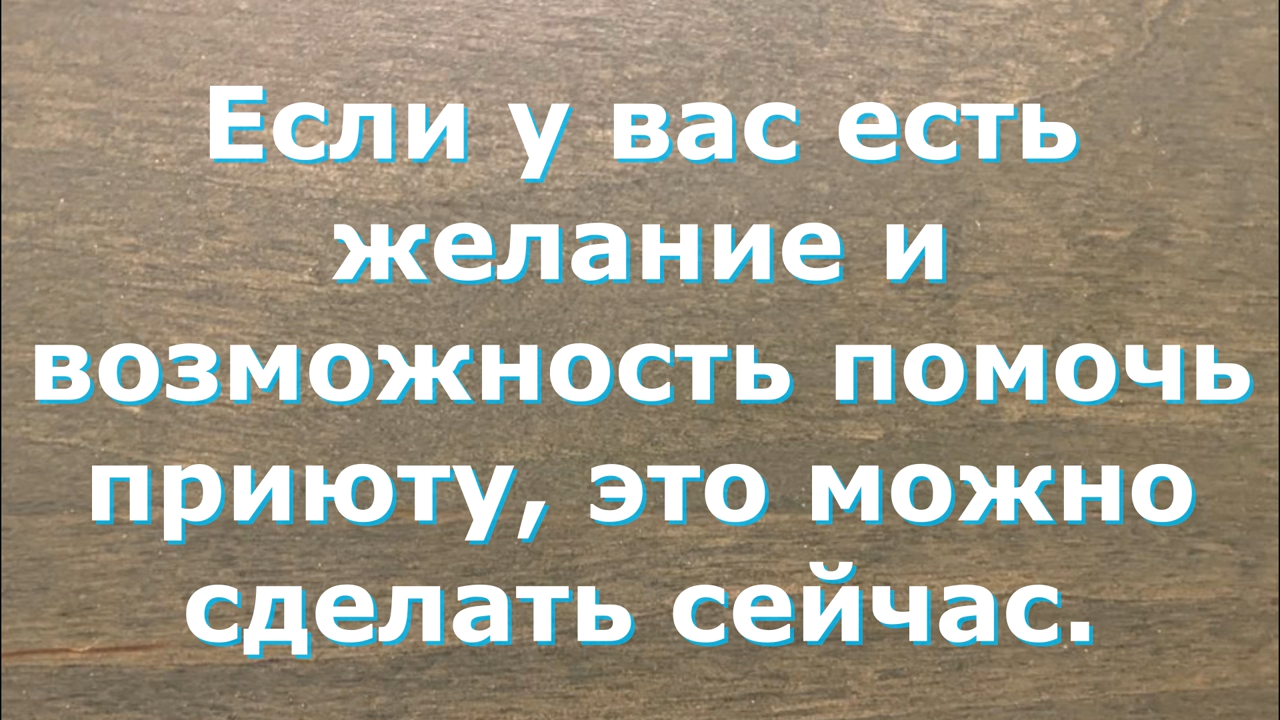 Если у вас есть
желание и
возможность помочь
приюту, это можно
сделать сейчас.